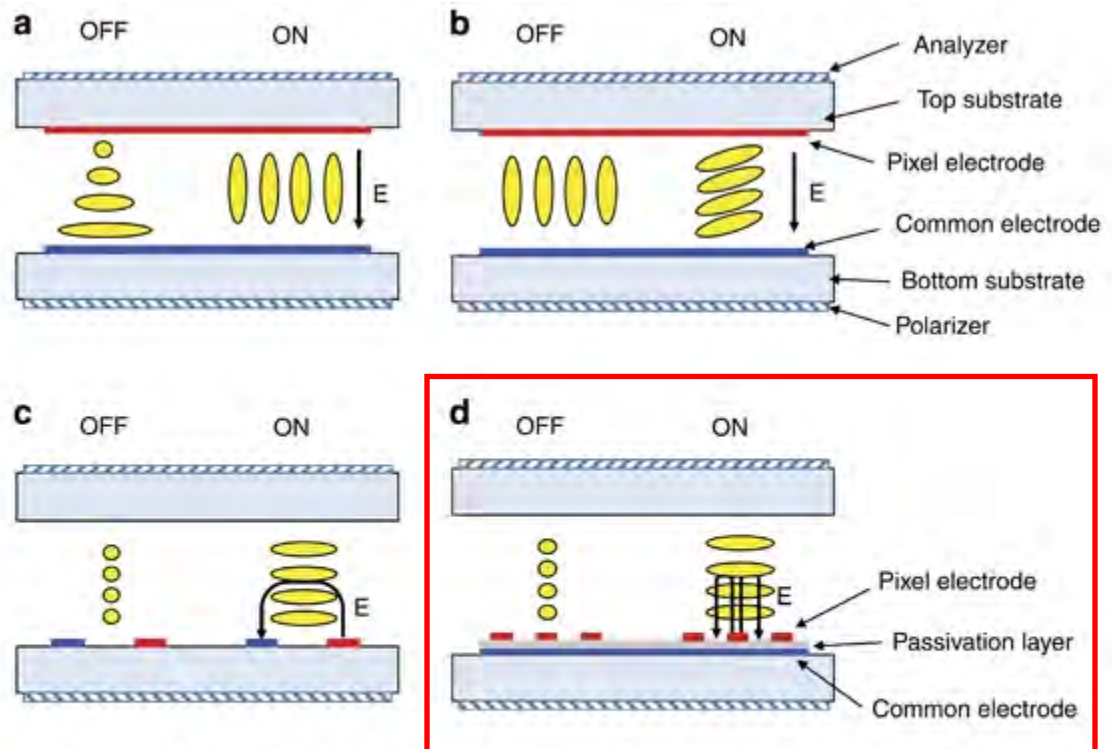 a
OFF ON
b
OFF ON
E
E
Analyzer
Top substrate
Pixel electrode
Common electrode
Bottom substrate
Polarizer
c
OFF ON
E
d
OFF ON
E
Pixel electrode
Passivation layer
Common electrode